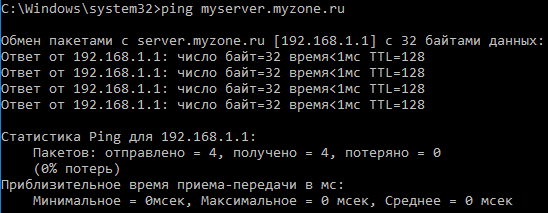 C:\Windows\system32>ping myserver.myzone.ru
Обмен пакетами с server.myzone.ru [192.168.1.1] с 32 байтами данных:
Ответ от 192.168.1.1: число байт=32 время<1мс TTL=128
Ответ от 192.168.1.1: число байт=32 время<1мс TTL=128
Ответ от 192.168.1.1: число байт=32 время<1мс TTL=128
Ответ от 192.168.1.1: число байт=32 время<1мс TTL=128
Статистика Ping для 192.168.1.1:
Пакетов: отправлено = 4, получено = 4, потеряно = 0
(0% потерь)
Приблизительное время приема-передачи в мс:
Минимальное = 0мсек, Максимальное = 0 мсек, Среднее = 0 мсек